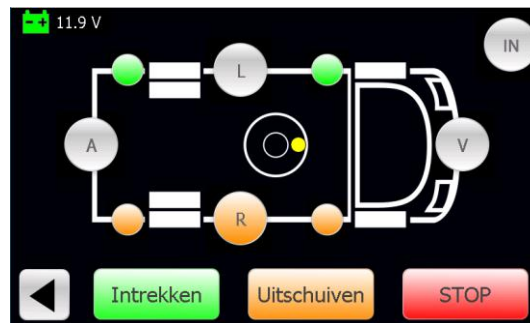 11.9 V
IN
L
A
V
R
Intrekken
Uitschuiven
STOP